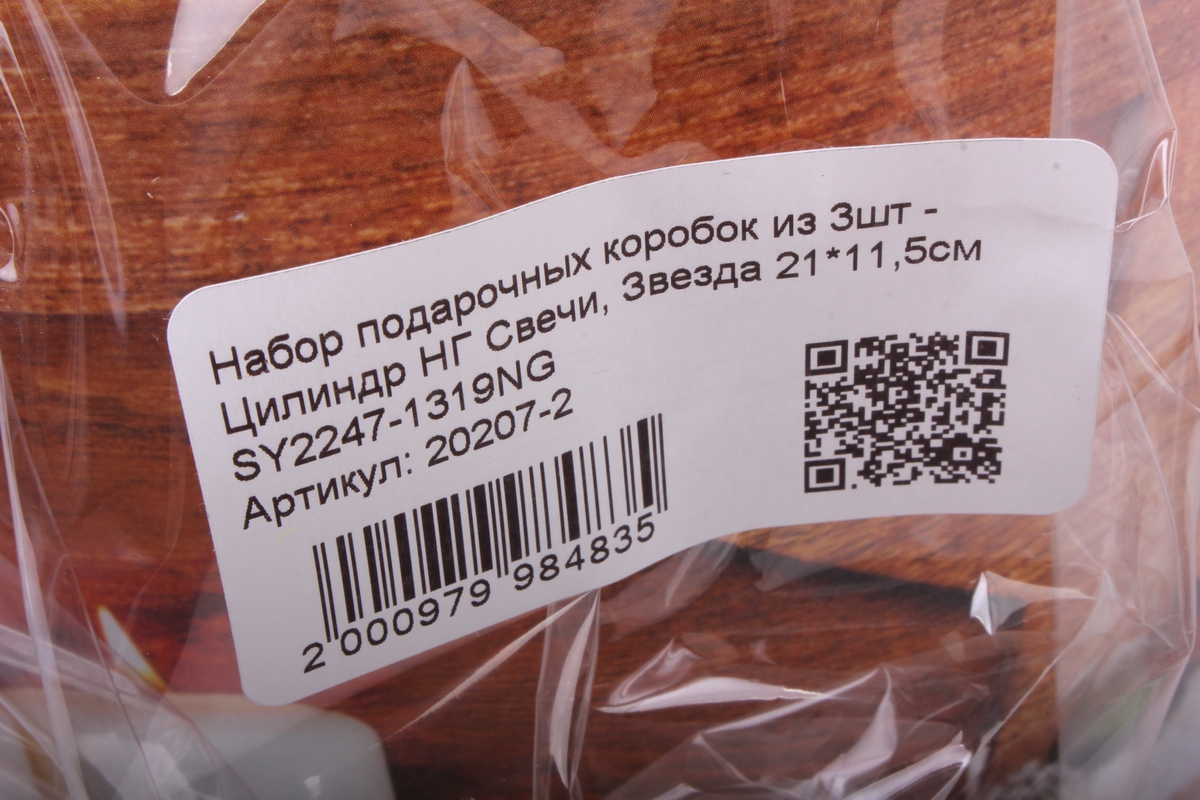 Набор подарочных коробок из 3шт -
Цилиндр НГ Свечи, Звезда 21*11,5см
SY2247-1319NG
Артикул: 20207-2
2 000979 984835